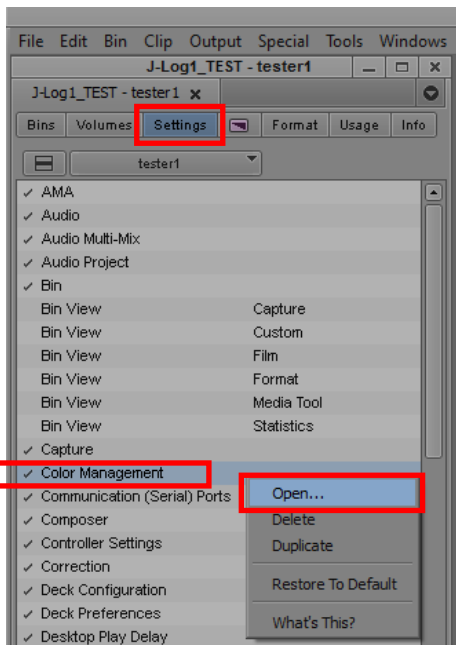 File Edit Bin Clip Output Special Tools Windows
J-Log1_TEST - tester1
J-Log1_TEST - tester1 x
Bins Volumes Settings Format Usage Info
tester1
✓ AMA
✓ Audio
✓ Audio Multi-Mix
✓ Audio Project
✓ Bin
Bin View Capture
Bin View Custom
Bin View Film
Bin View Format
Bin View Media Tool
Bin View Statistics
✓ Capture
✓ Color Management
✓ Communication (Serial) Ports Open...
✓ Composer Delete
✓ Controller Settings Duplicate
✓ Correction
✓ Deck Configuration Restore To Default
✓ Deck Preferences What's This?
✓ Desktop Play Delay